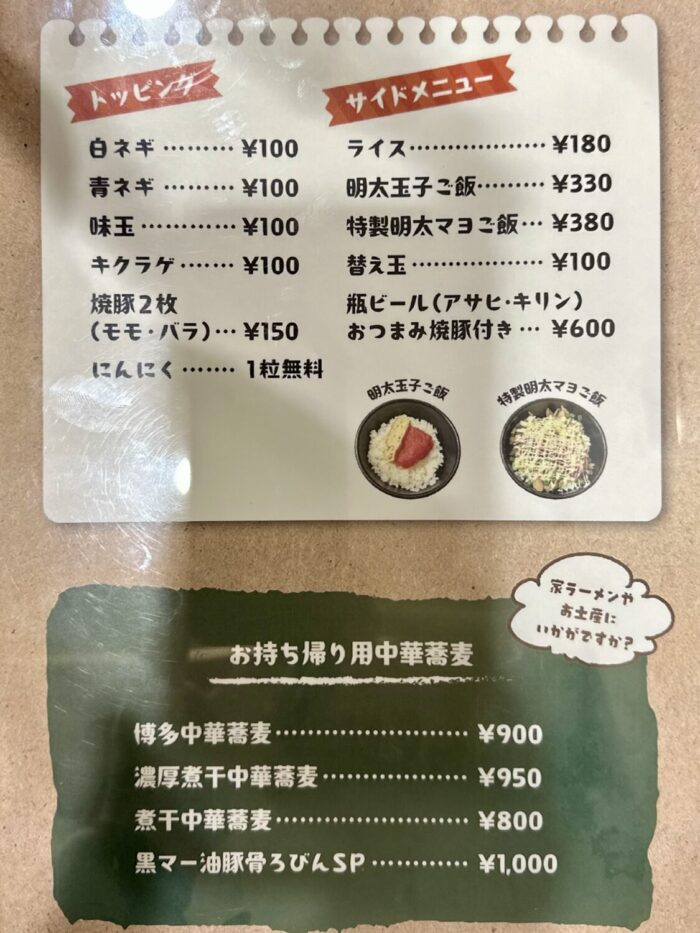 トッピング
白ネギ ········· ¥100
青ネギ ········· ¥100
味玉 ············ ¥100
キクラゲ ······· ¥100
焼豚2枚
(モモ・バラ) ··· ¥150
にんにく ········ 1粒無料
サイドメニュー
ライス ·················· ¥180
明太玉子ご飯 ········· ¥330
特製明太マヨご飯 ··· ¥380
替え玉 ················· ¥100
瓶ビール(アサヒ・キリン)
おつまみ焼豚付き ··· ¥600
明太玉子ご飯
特製明太マヨご飯
家ラーメンや
お土産に
いかがですか?
お持ち帰り用中華蕎麦
博多中華蕎麦 ························· ¥900
濃厚煮干中華蕎麦 ··················· ¥950
煮干中華蕎麦 ························· ¥800
黒マー油豚骨ろびんSP ············ ¥1,000